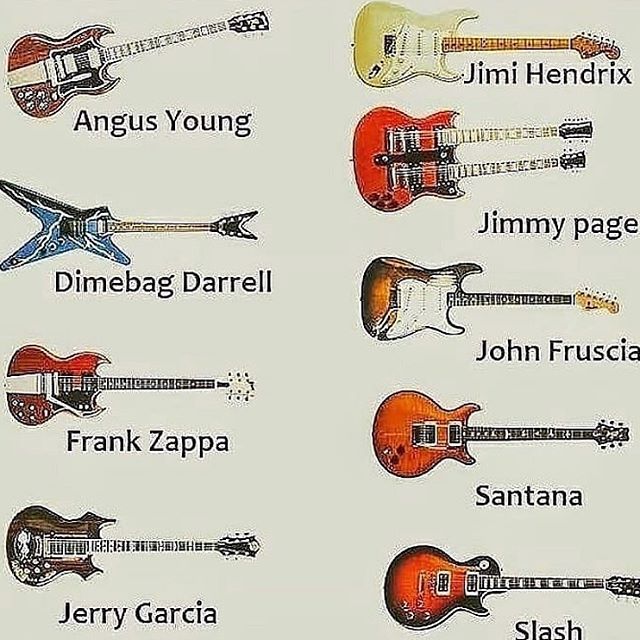 Angus Young
Jimi Hendrix
Jimmy page
Dimebag Darrell
John Fruscia
Frank Zappa
Santana
Jerry Garcia
Slash